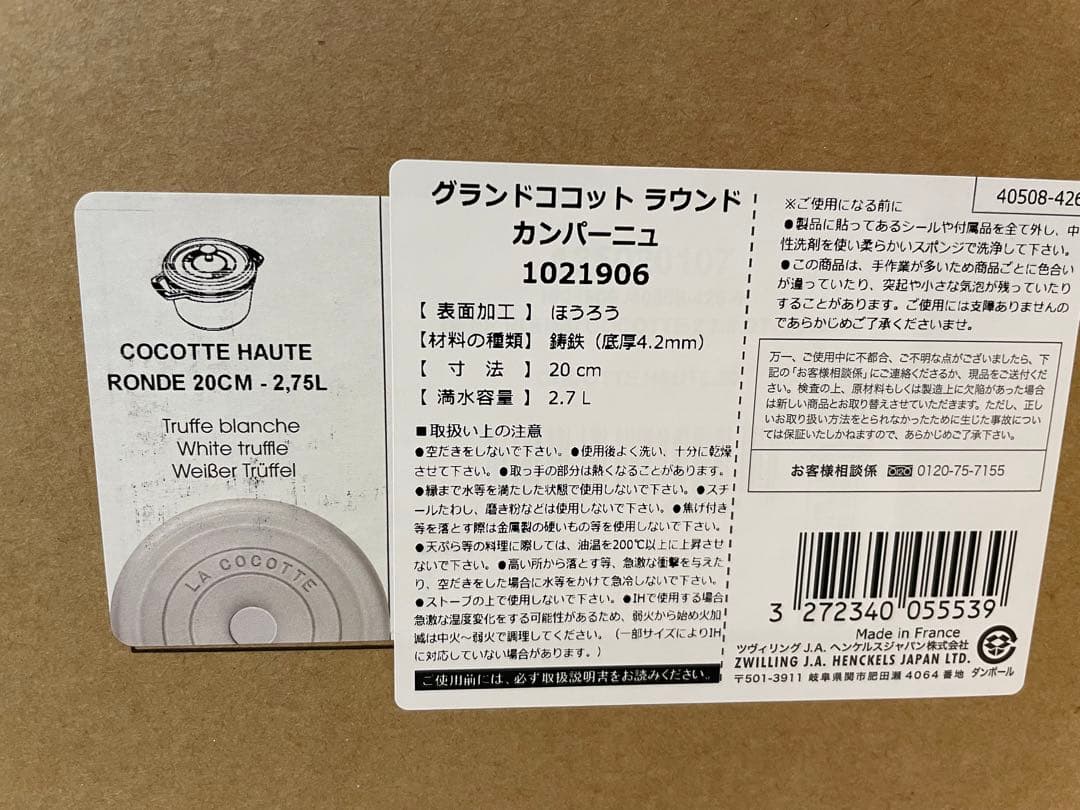 COCOTTE HAUTE
RONDE 20CM - 2,75L
Truffe blanche
White truffle
Weißer Trüffel
LA COCOTTE
グランドココット ラウンド
カンパーニュ
1021906
【 表面加工 】 ほうろう
【材料の種類】 鋳鉄（底厚4.2mm）
【 寸 法 】 20 cm
【 満水容量 】 2.7 L
■取扱い上の注意
●空だきをしないで下さい。●使用後よく洗い、十分に乾燥
させて下さい。●取っ手の部分は熱くなることがあります。
●縁まで水等を満たした状態で使用しないで下さい。●スチ
ールたわし、磨き粉などは使用しないで下さい。●焦げ付き
等を落とす際は金属製の硬いもの等を使用しないで下さい。
●天ぷら等の料理に際しては、油温を200℃以上に上昇させ
ないで下さい。●高い所から落とす等、急激な衝撃を与えた
り、空だきをした場合に水等をかけて急冷しないで下さい。
●ストーブの上で使用しないで下さい。●IHで使用する場合
急激な温度変化をする可能性があるため、弱火から始め火加
減は中火～弱火で調理してください。（一部サイズによりIH
に対応していない場合があります。）
ご使用前には、必ず取扱説明書をお読みください。
40508-426
※ご使用になる前に
●製品に貼ってあるシールや付属品を全て外し、中
性洗剤を使い柔らかいスポンジで洗浄して下さい。
●この商品は、手作業が多いため商品ごとに色合い
が違っていたり、突起や小さな気泡が残っていたり
することがあります。ご使用には支障ありませんの
であらかじめご了承くださいませ。
万一、ご使用中に不都合、ご不明な点がございましたら、下
記の「お客様相談係」にご連絡くださるか、現品をご送付くださ
い。検査の上、原材料もしくは製造上に欠陥があった場合
は新しい商品とお取り替えさせていただきます。ただし、正し
いお取り扱い方法をとられなかったために生じた事故につい
ては保証いたしかねますので、あらかじめご了承下さい。
お客様相談係 0120-75-7155
3 272340 055539
Made in France
ツヴィリング J.A. ヘンケルスジャパン株式会社
ZWILLING J.A. HENCKELS JAPAN LTD.
〒501-3911 岐阜県関市肥田瀬 4064 番地
ダンボール